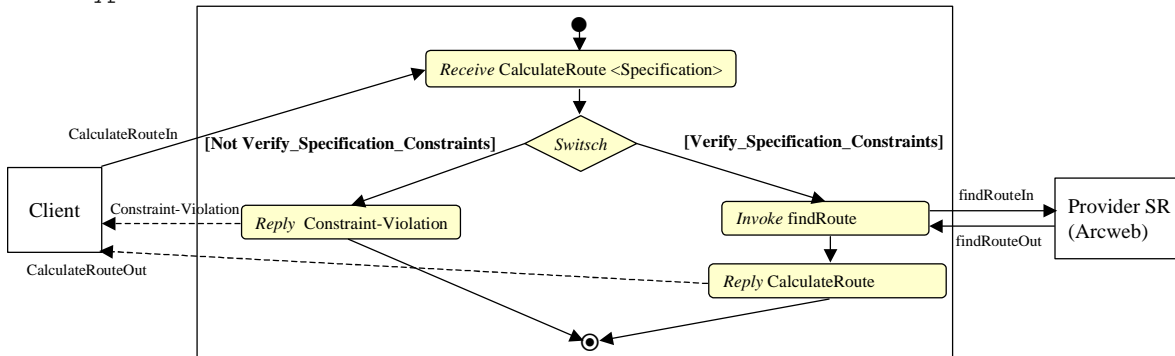 Receive CalculateRoute <Specification>
CalculateRouteIn
[Not Verify_Specification_Constraints]
[Verify_Specification_Constraints]
Switsch
Client
Constraint-Violation
Reply Constraint-Violation
Invoke findRoute
findRouteIn
Provider SR
(Arcweb)
findRouteOut
CalculateRouteOut
Reply CalculateRoute